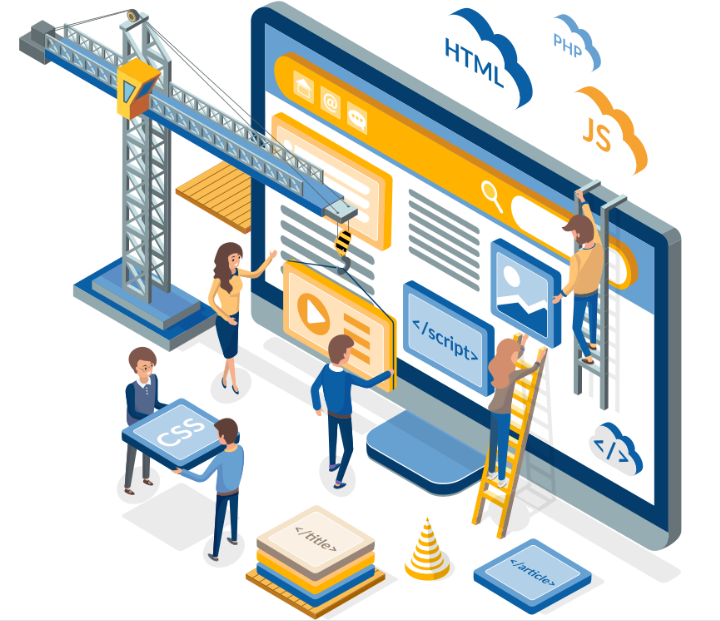 HTML
PHP
JS
@
</script>
</>
CSS
</title>
</article>